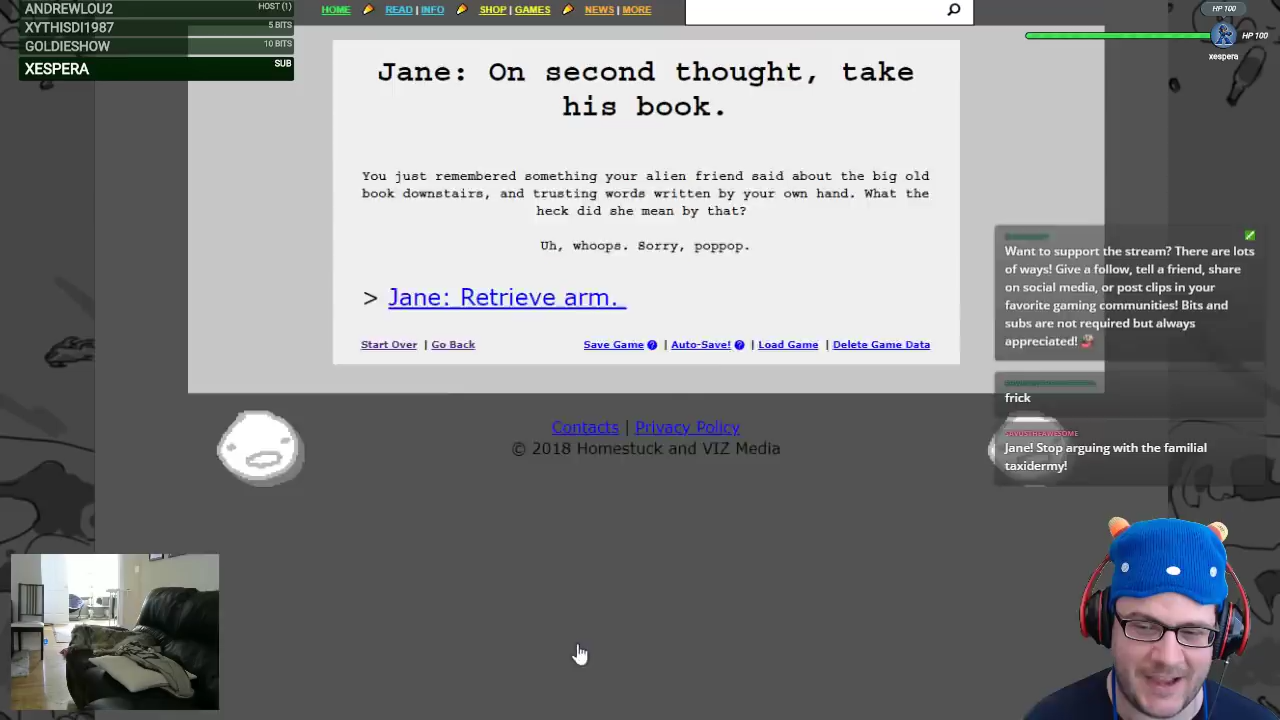 ANDREWLOU2 HOST (1)
XYTHISDI1987 5 BITS
GOLDIESHOW 10 BITS
XESPERA SUB
HOME READ | INFO SHOP | GAMES NEWS | MORE
HP 100
HP 100
xespera
Jane: On second thought, take
his book.
You just remembered something your alien friend said about the big old
book downstairs, and trusting words written by your own hand. What the
heck did she mean by that?
Uh, whoops. Sorry, poppop.
> Jane: Retrieve arm.
Start Over | Go Back Save Game ? | Auto-Save! ? | Load Game | Delete Game Data
Contacts | Privacy Policy
© 2018 Homestuck and VIZ Media
Want to support the stream? There are lots
of ways! Give a follow, tell a friend, share
on social media, or post clips in your
favorite gaming communities! Bits and
subs are not required but always
appreciated!
frick
Jane! Stop arguing with the familial
taxidermy!